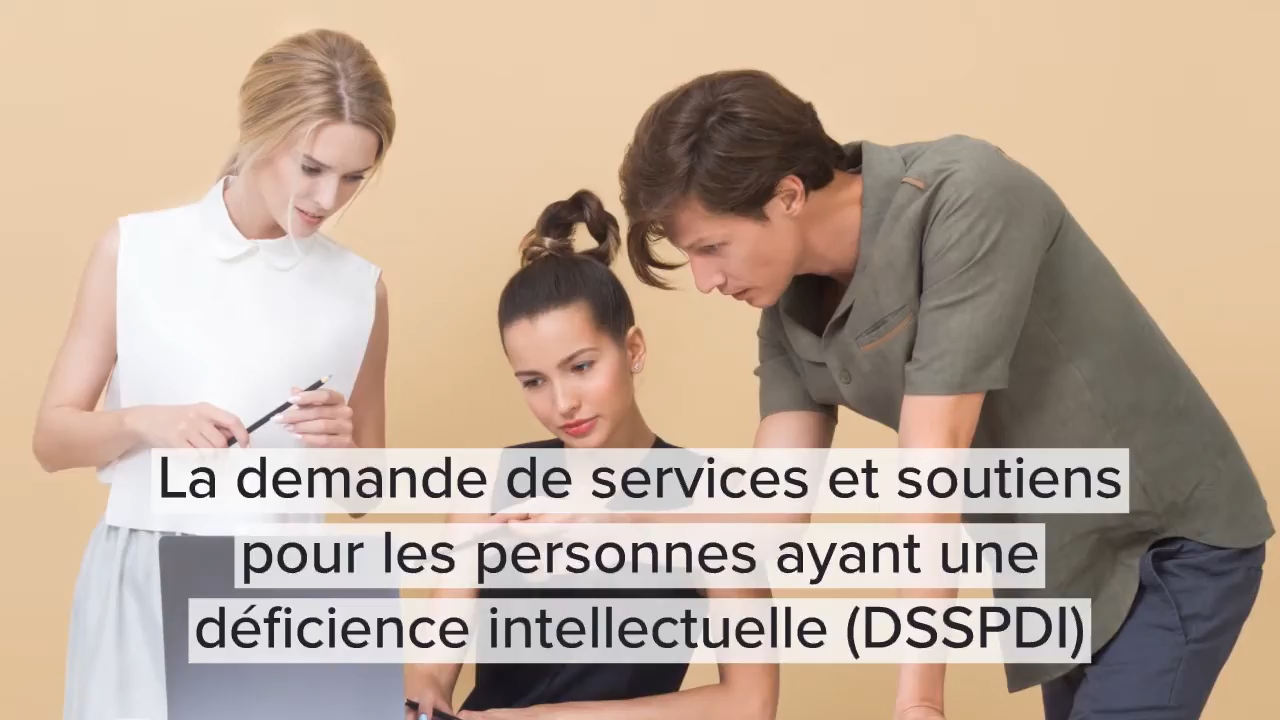 La demande de services et soutiens
pour les personnes ayant une
déficience intellectuelle (DSSPDI)